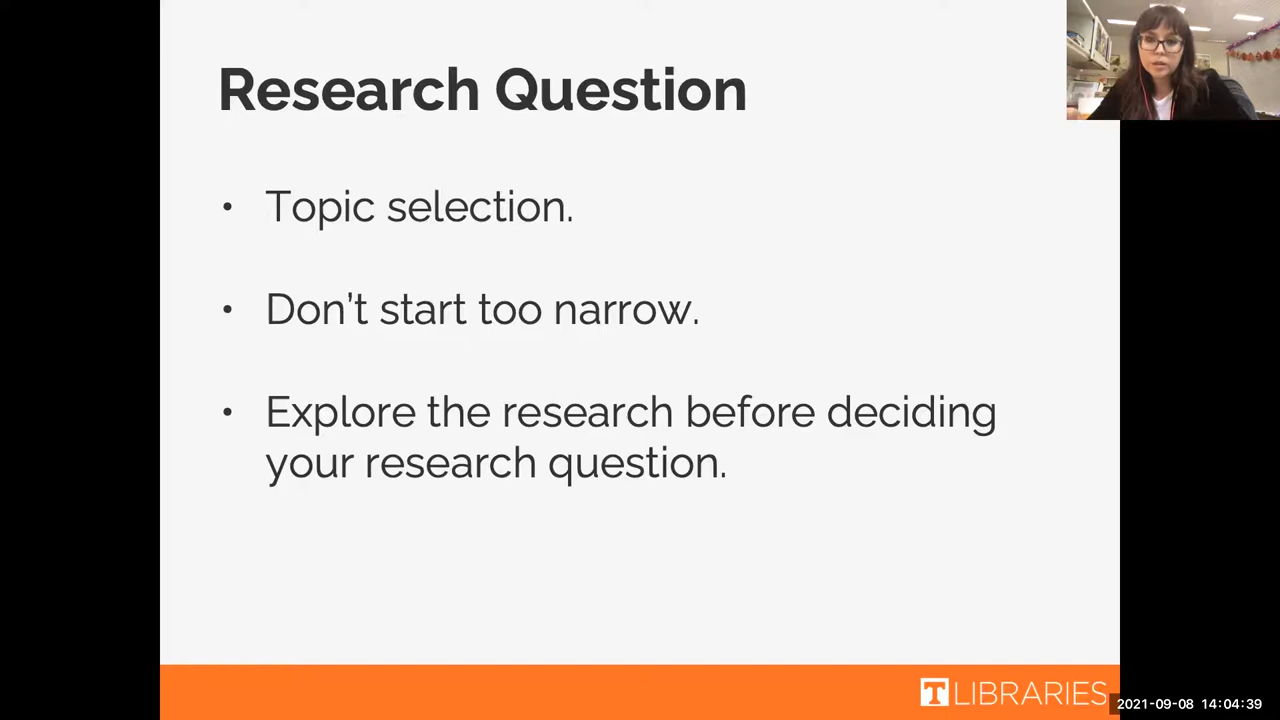 Research Question
• Topic selection.
• Don't start too narrow.
• Explore the research before deciding
your research question.
T LIBRARIES
2021-09-08 14:04:39